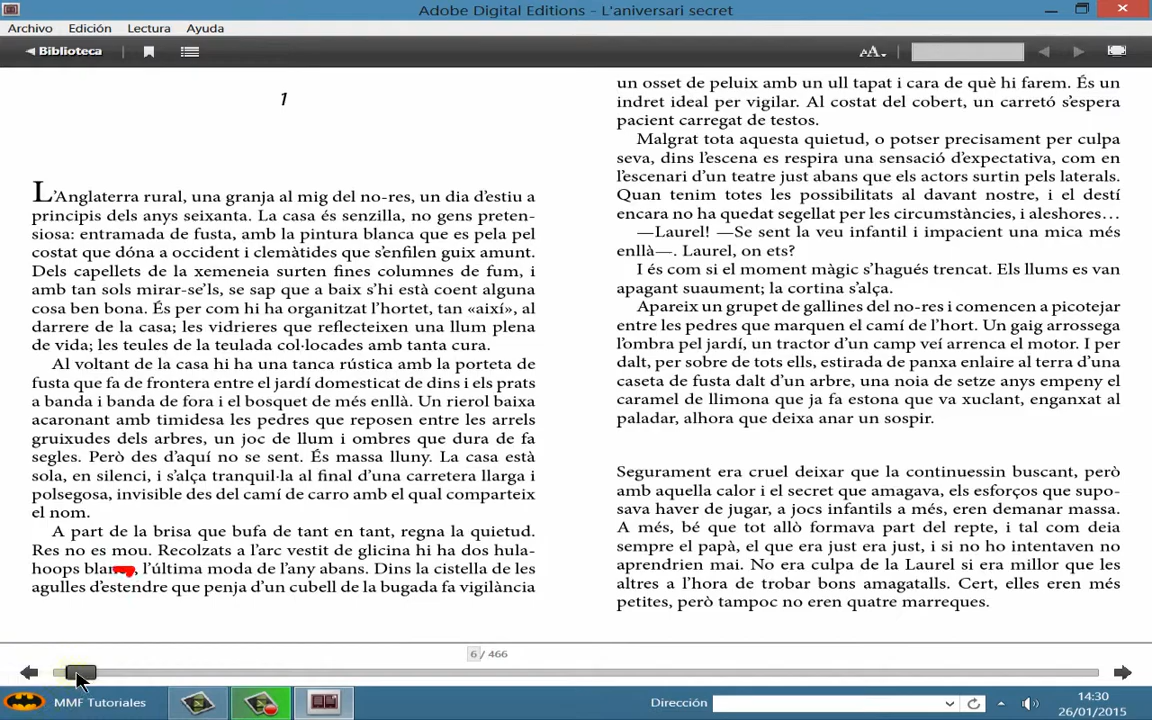 Adobe Digital Editions - L'aniversari secret
Archivo Edición Lectura Ayuda
Biblioteca
AA
1
L'Anglaterra rural, una granja al mig del no-res, un dia d'estiu a
principis dels anys seixanta. La casa és senzilla, no gens preten-
siosa: entramada de fusta, amb la pintura blanca que es pela pel
costat que dóna a occident i clemàtides que s'enfilen guix amunt.
Dels capellets de la xemeneia surten fines columnes de fum, i
amb tan sols mirar-se'ls, se sap que a baix s'hi està coent alguna
cosa ben bona. És per com hi ha organitzat l'hortet, tan «així», al
darrere de la casa; les vidrieres que reflecteixen una llum plena
de vida; les teules de la teulada col·locades amb tanta cura.
Al voltant de la casa hi ha una tanca rústica amb la porteta de
fusta que fa de frontera entre el jardí domesticat de dins i els prats
a banda i banda de fora i el bosquet de més enllà. Un rierol baixa
acaronant amb timidesa les pedres que reposen entre les arrels
gruixudes dels arbres, un joc de llum i ombres que dura de fa
segles. Però des d'aquí no se sent. És massa lluny. La casa està
sola, en silenci, i s'alça tranquil·la al final d'una carretera llarga i
polsegosa, invisible des del camí de carro amb el qual comparteix
el nom.
A part de la brisa que bufa de tant en tant, regna la quietud.
Res no es mou. Recolzats a l'arc vestit de glicina hi ha dos hula-
hoops , l'última moda de l'any abans. Dins la cistella de les
agulles d'estendre que penja d'un cubell de la bugada fa vigilància
un osset de peluix amb un ull tapat i cara de què hi farem. És un
indret ideal per vigilar. Al costat del cobert, un carretó s'espera
pacient carregat de testos.
Malgrat tota aquesta quietud, o potser precisament per culpa
seva, dins l'escena es respira una sensació d'expectativa, com en
l'escenari d'un teatre just abans que els actors surtin pels laterals.
Quan tenim totes les possibilitats al davant nostre, i el destí
encara no ha quedat segellat per les circumstàncies, i aleshores…
—Laurel! —Se sent la veu infantil i impacient una mica més
enllà—. Laurel, on ets?
I és com si el moment màgic s'hagués trencat. Els llums es van
apagant suaument; la cortina s'alça.
Apareix un grupet de gallines del no-res i comencen a picotejar
entre les pedres que marquen el camí de l'hort. Un gaig arrossega
l'ombra pel jardí, un tractor d'un camp veí arrenca el motor. I per
dalt, per sobre de tots ells, estirada de panxa enlaire al terra d'una
caseta de fusta dalt d'un arbre, una noia de setze anys empeny el
caramel de llimona que ja fa estona que va xuclant, enganxat al
paladar, alhora que deixa anar un sospir.
Segurament era cruel deixar que la continuessin buscant, però
amb aquella calor i el secret que amagava, els esforços que supo-
sava haver de jugar, a jocs infantils a més, eren demanar massa.
A més, bé que tot allò formava part del repte, i tal com deia
sempre el papà, el que era just era just, i si no ho intentaven no
aprendrien mai. No era culpa de la Laurel si era millor que les
altres a l'hora de trobar bons amagatalls. Cert, elles eren més
petites, però tampoc no eren quatre marreques.
6 / 466
MMF Tutoriales
Dirección
14:30
26/01/2015